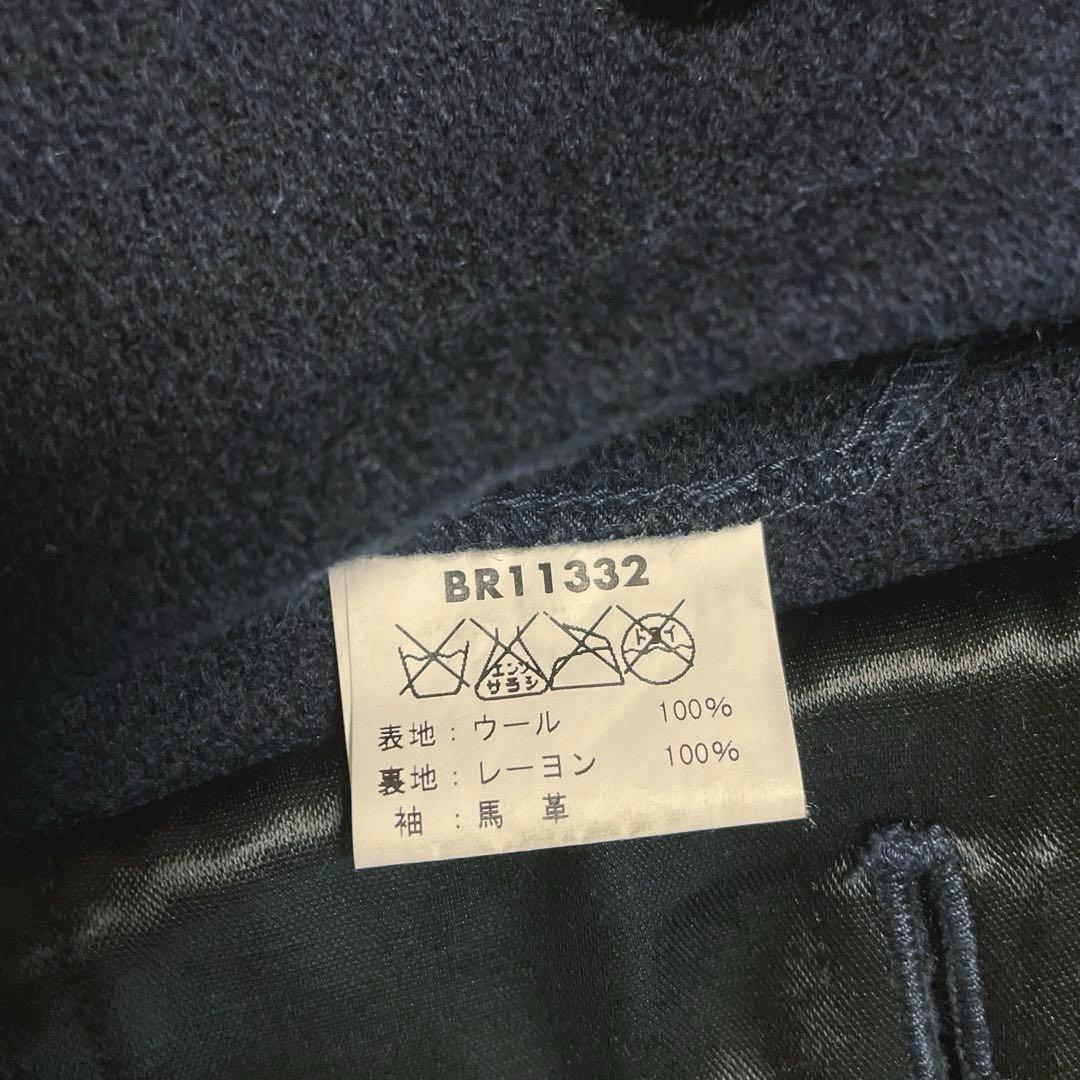 BR11332
エンソ ドライ
サラシ
表地：ウール 100%
裏地：レーヨン 100%
袖：馬 革